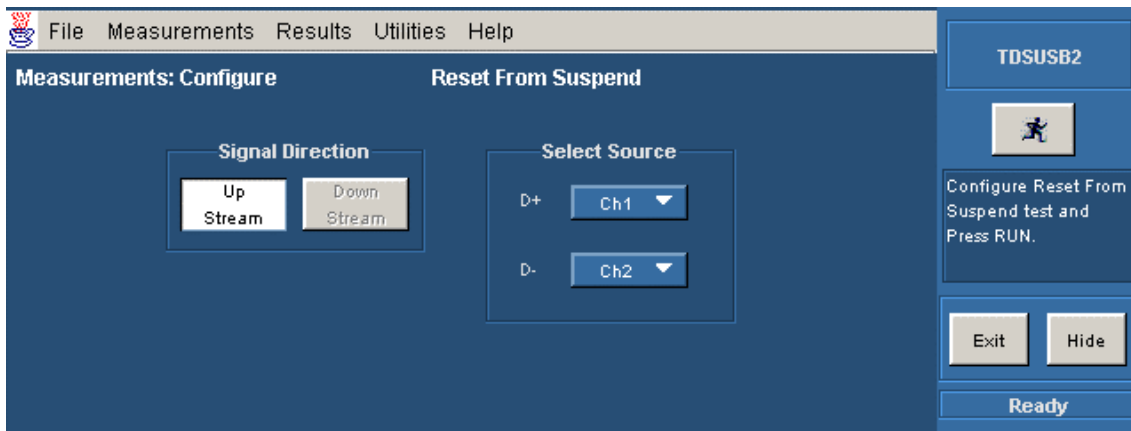 File Measurements Results Utilities Help
Measurements: Configure Reset From Suspend
Signal Direction
Up Stream
Down Stream
Select Source
D+ Ch1
D- Ch2
TDSUSB2
Configure Reset From
Suspend test and
Press RUN.
Exit Hide
Ready